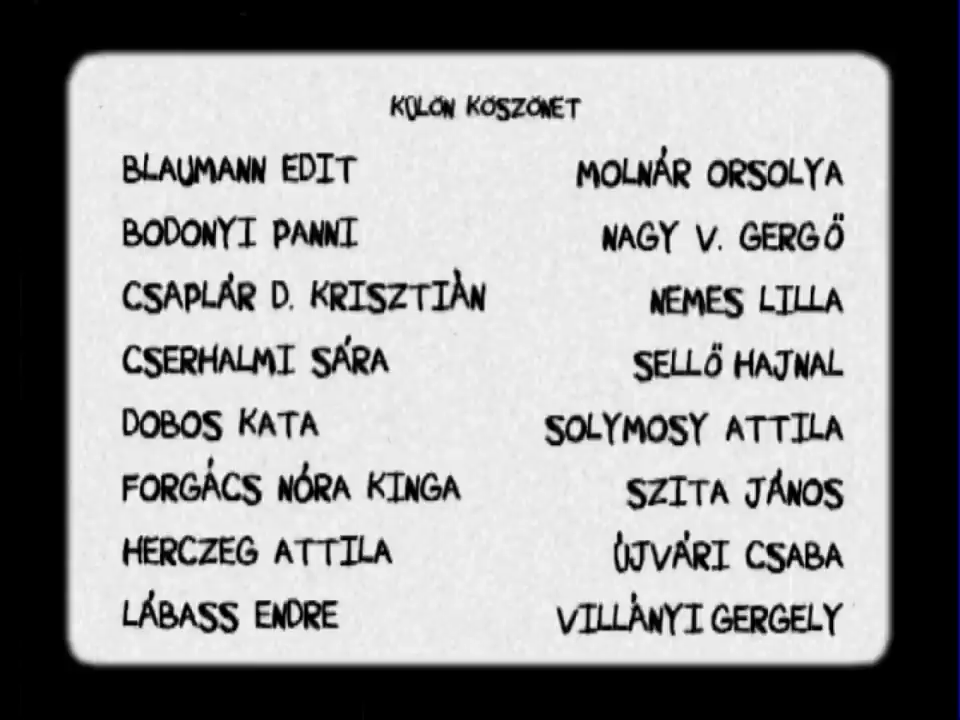 KÜLÖN KÖSZÖNET
BLAUMANN EDIT
BODONYI PANNI
CSAPLÁR D. KRISZTIÀN
CSERHALMI SÁRA
DOBOS KATA
FORGÁCS NÓRA KINGA
HERCZEG ATTILA
LÁBASS ENDRE
MOLNÁR ORSOLYA
NAGY V. GERGŐ
NEMES LILLA
SELLŐ HAJNAL
SOLYMOSY ATTILA
SZITA JÁNOS
ÚJVÁRI CSABA
VILLÀNYI GERGELY